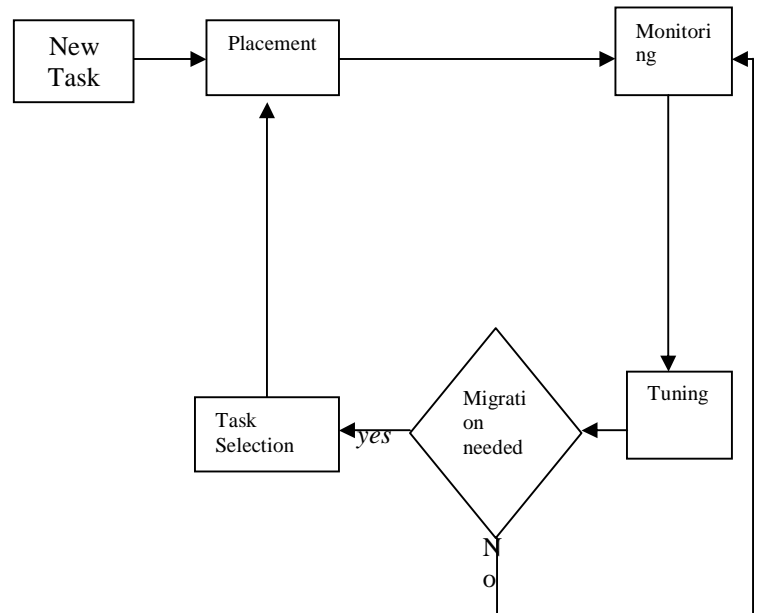 New
Task
Placement
Monitori
ng
Tuning
Migrati
on
needed
yes
Task
Selection
N
o